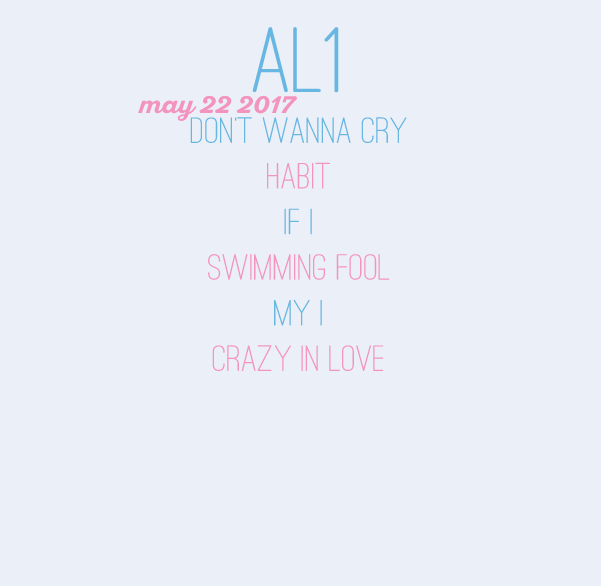 AL1
may 22 2017
DON'T WANNA CRY
HABIT
IF I
SWIMMING FOOL
MY I
CRAZY IN LOVE